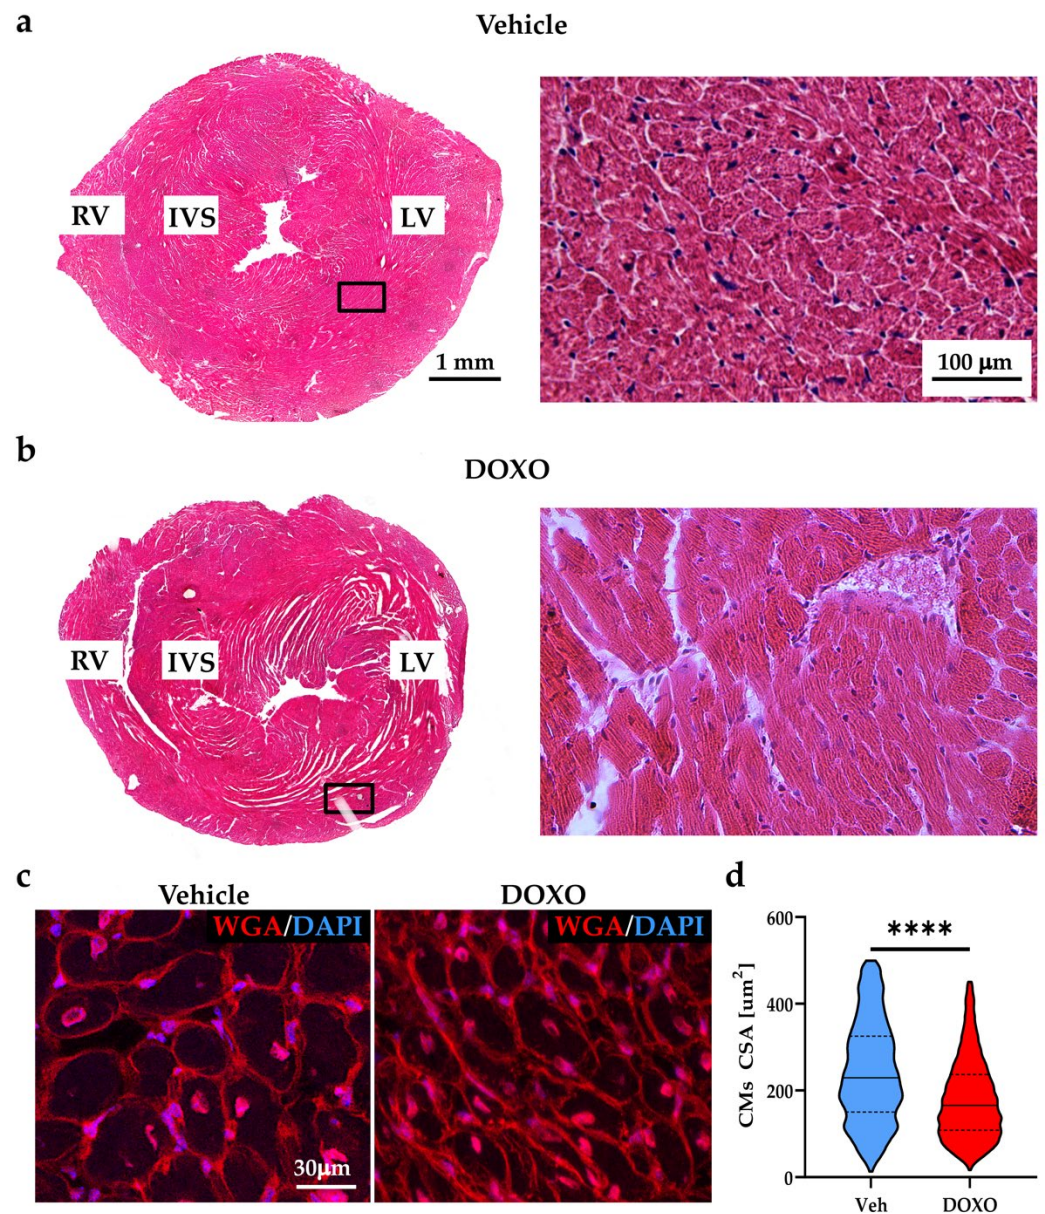 a
Vehicle
RV IVS LV
1 mm
100 µm
b
DOXO
RV IVS LV
c
Vehicle DOXO
WGA/DAPI WGA/DAPI
30µm
d
****
CMs CSA [um²]
600
400
200
0
Veh DOXO